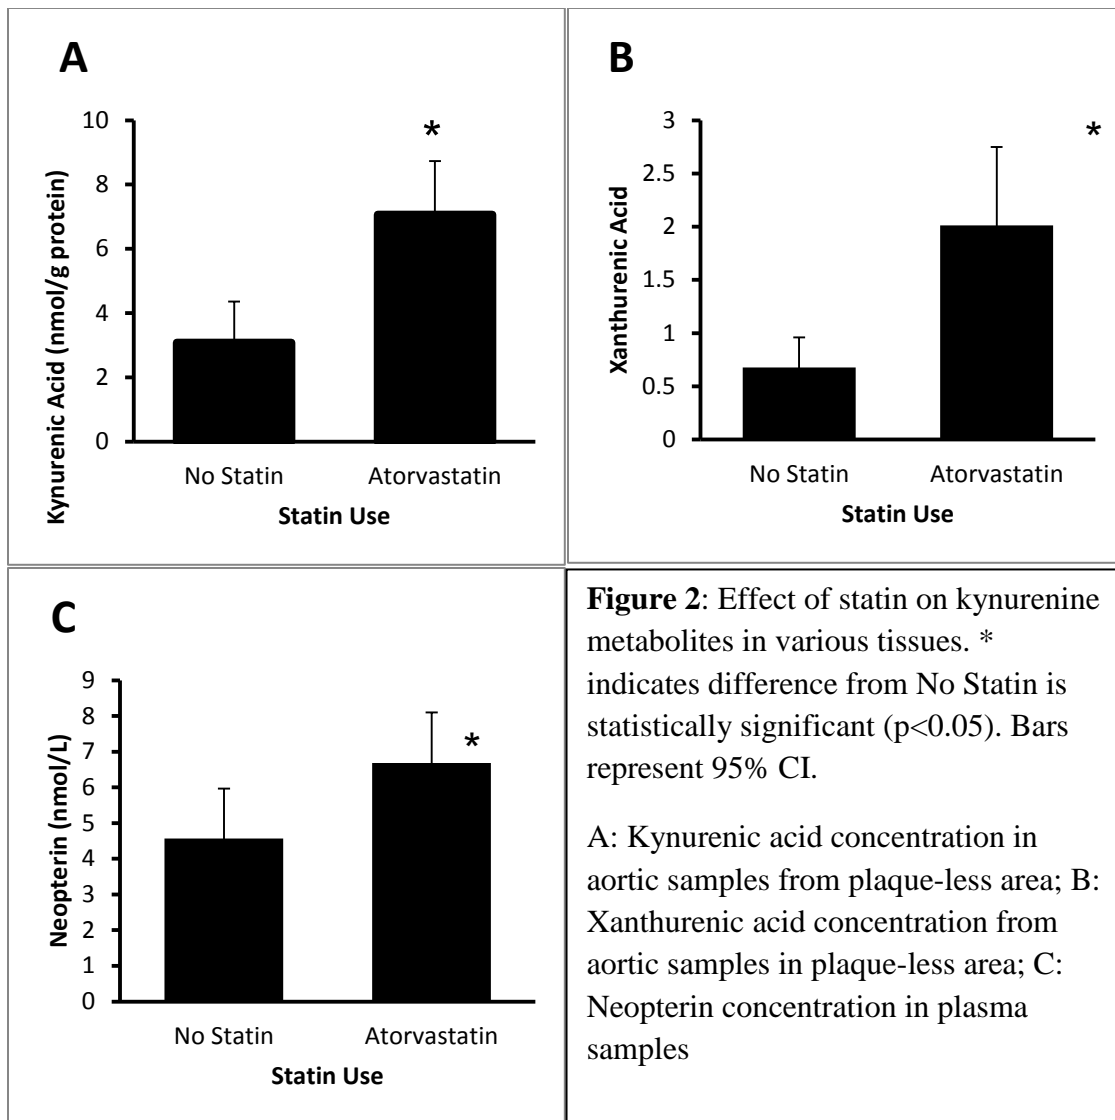 A
Kynurenic Acid (nmol/g protein)
10
8
6
4
2
0
*
No Statin
Atorvastatin
Statin Use
B
Xanthurenic Acid
3
2.5
2
1.5
1
0.5
0
*
No Statin
Atorvastatin
Statin Use
C
Neopterin (nmol/L)
9
8
7
6
5
4
3
2
1
0
*
No Statin
Atorvastatin
Statin Use
Figure 2: Effect of statin on kynurenine
metabolites in various tissues. *
indicates difference from No Statin is
statistically significant (p<0.05). Bars
represent 95% CI.
A: Kynurenic acid concentration in
aortic samples from plaque-less area; B:
Xanthurenic acid concentration from
aortic samples in plaque-less area; C:
Neopterin concentration in plasma
samples